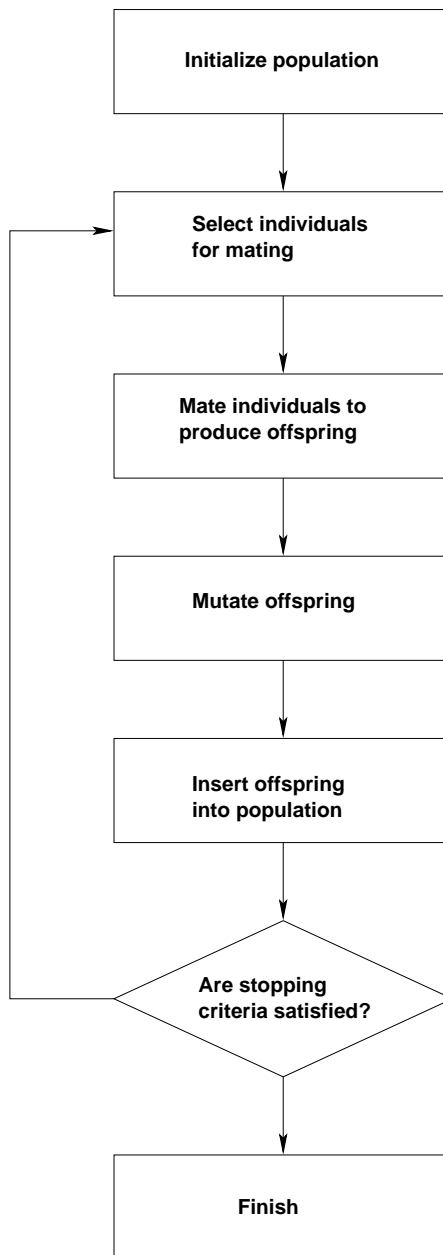 Initialize population
Select individuals
for mating
Mate individuals to
produce offspring
Mutate offspring
Insert offspring
into population
Are stopping
criteria satisfied?
Finish